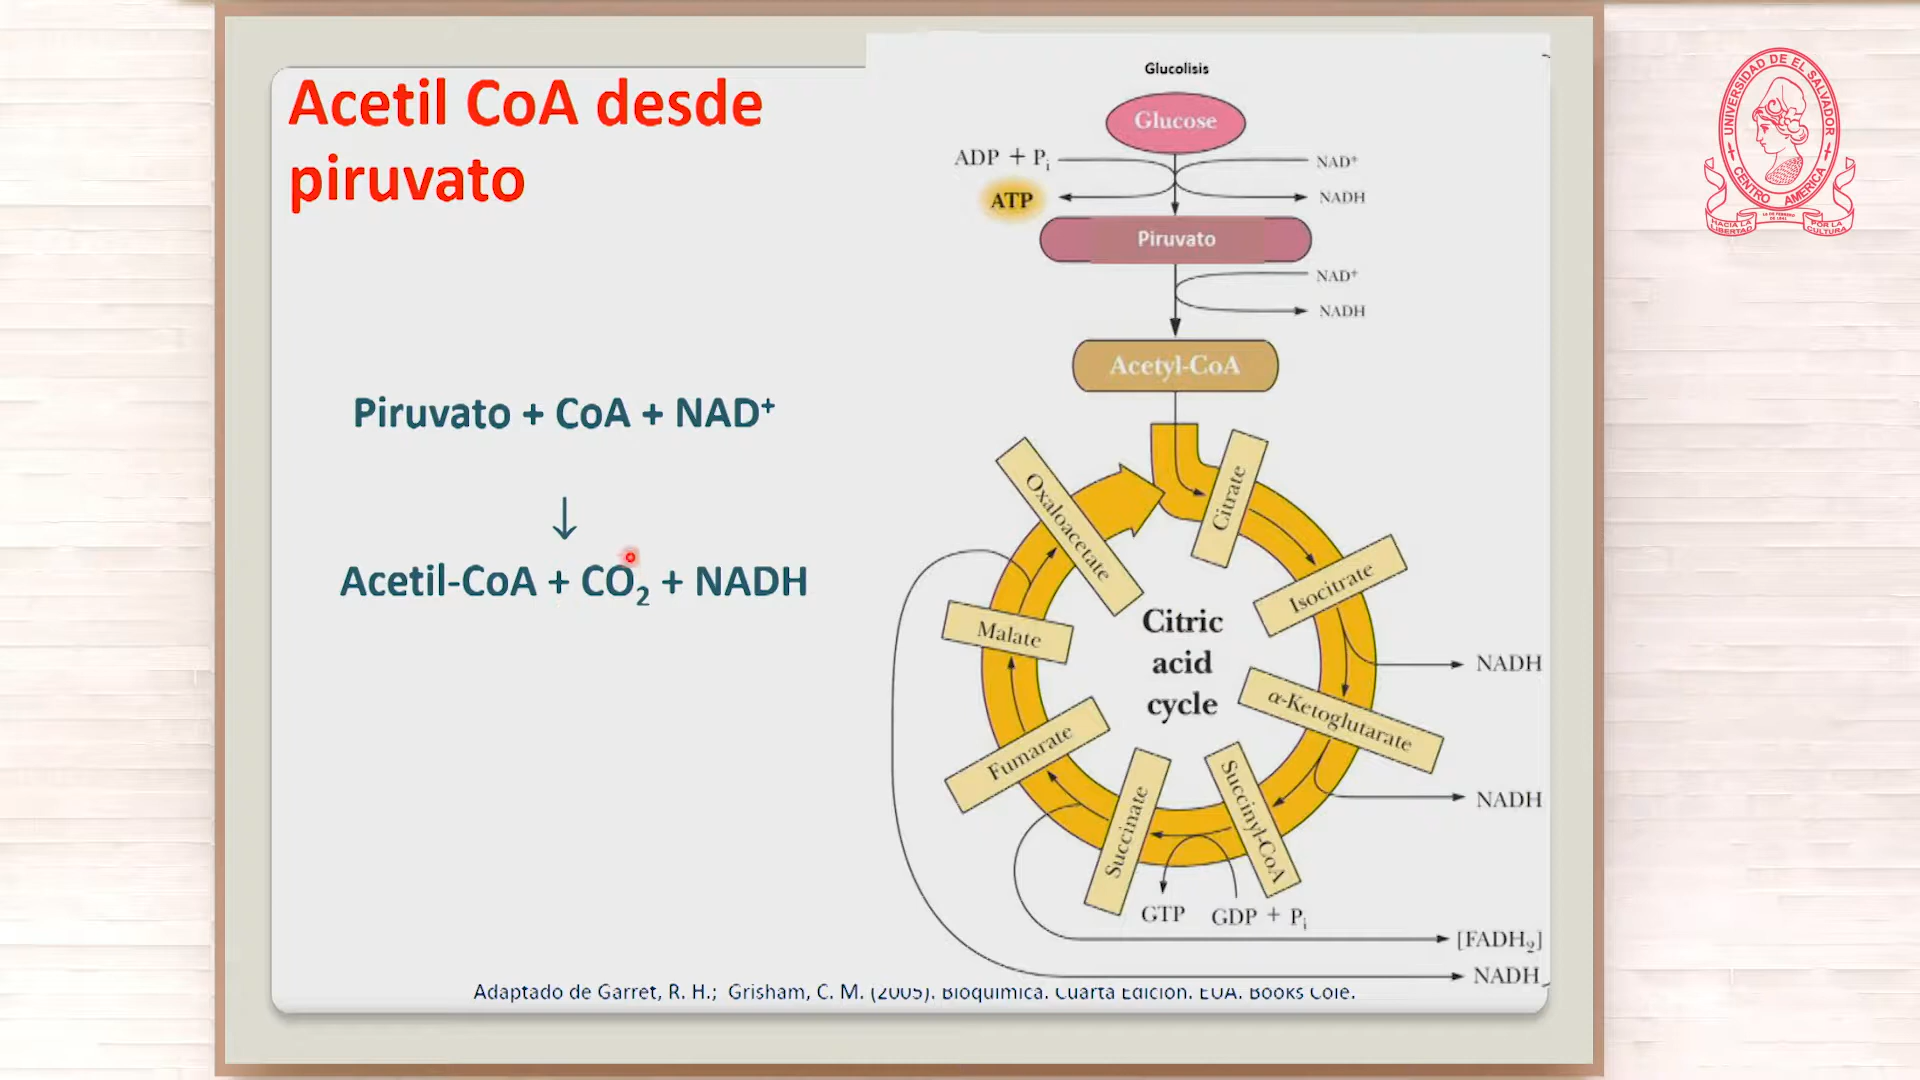 Acetil CoA desde
piruvato
Piruvato + CoA + NAD⁺
↓
Acetil-CoA + CO₂ + NADH
Glucolisis
Glucose
ADP + Pᵢ
NAD⁺
ATP
NADH
Piruvato
NAD⁺
NADH
Acetyl-CoA
Citrate
Isocitrate
NADH
α-Ketoglutarate
NADH
Succinyl-CoA
Succinate
Fumarate
Malate
Oxaloacetate
Citric
acid
cycle
GTP
GDP + Pᵢ
[FADH₂]
NADH
Adaptado de Garret, R. H.; Grisham, C. M. (2005). Bioquimica. Cuarta Edicion. EUA. Books Cole.
UNIVERSIDAD DE EL SALVADOR
CENTRO AMERICA
HACIA LA
LIBERTAD
POR LA
CULTURA